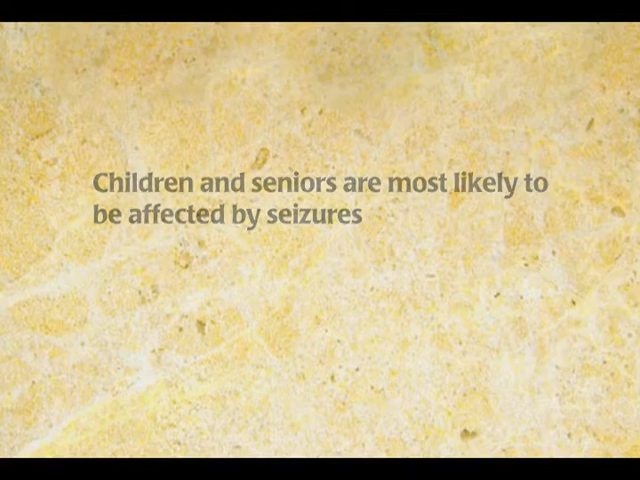 Children and seniors are most likely to
be affected by seizures